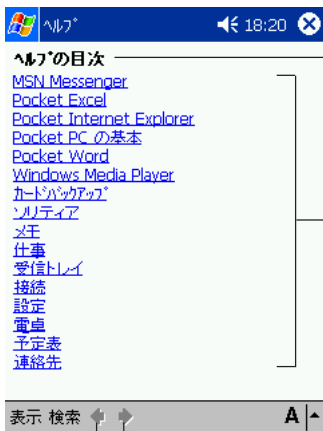 ﾍﾙﾌﾟ 18:20
ﾍﾙﾌﾟの目次
MSN Messenger
Pocket Excel
Pocket Internet Explorer
Pocket PC の基本
Pocket Word
Windows Media Player
ｶｰﾄﾞﾊﾞｯｸｱｯﾌﾟ
ソリティア
メモ
仕事
受信トレイ
接続
設定
電卓
予定表
連絡先
表示 検索 A